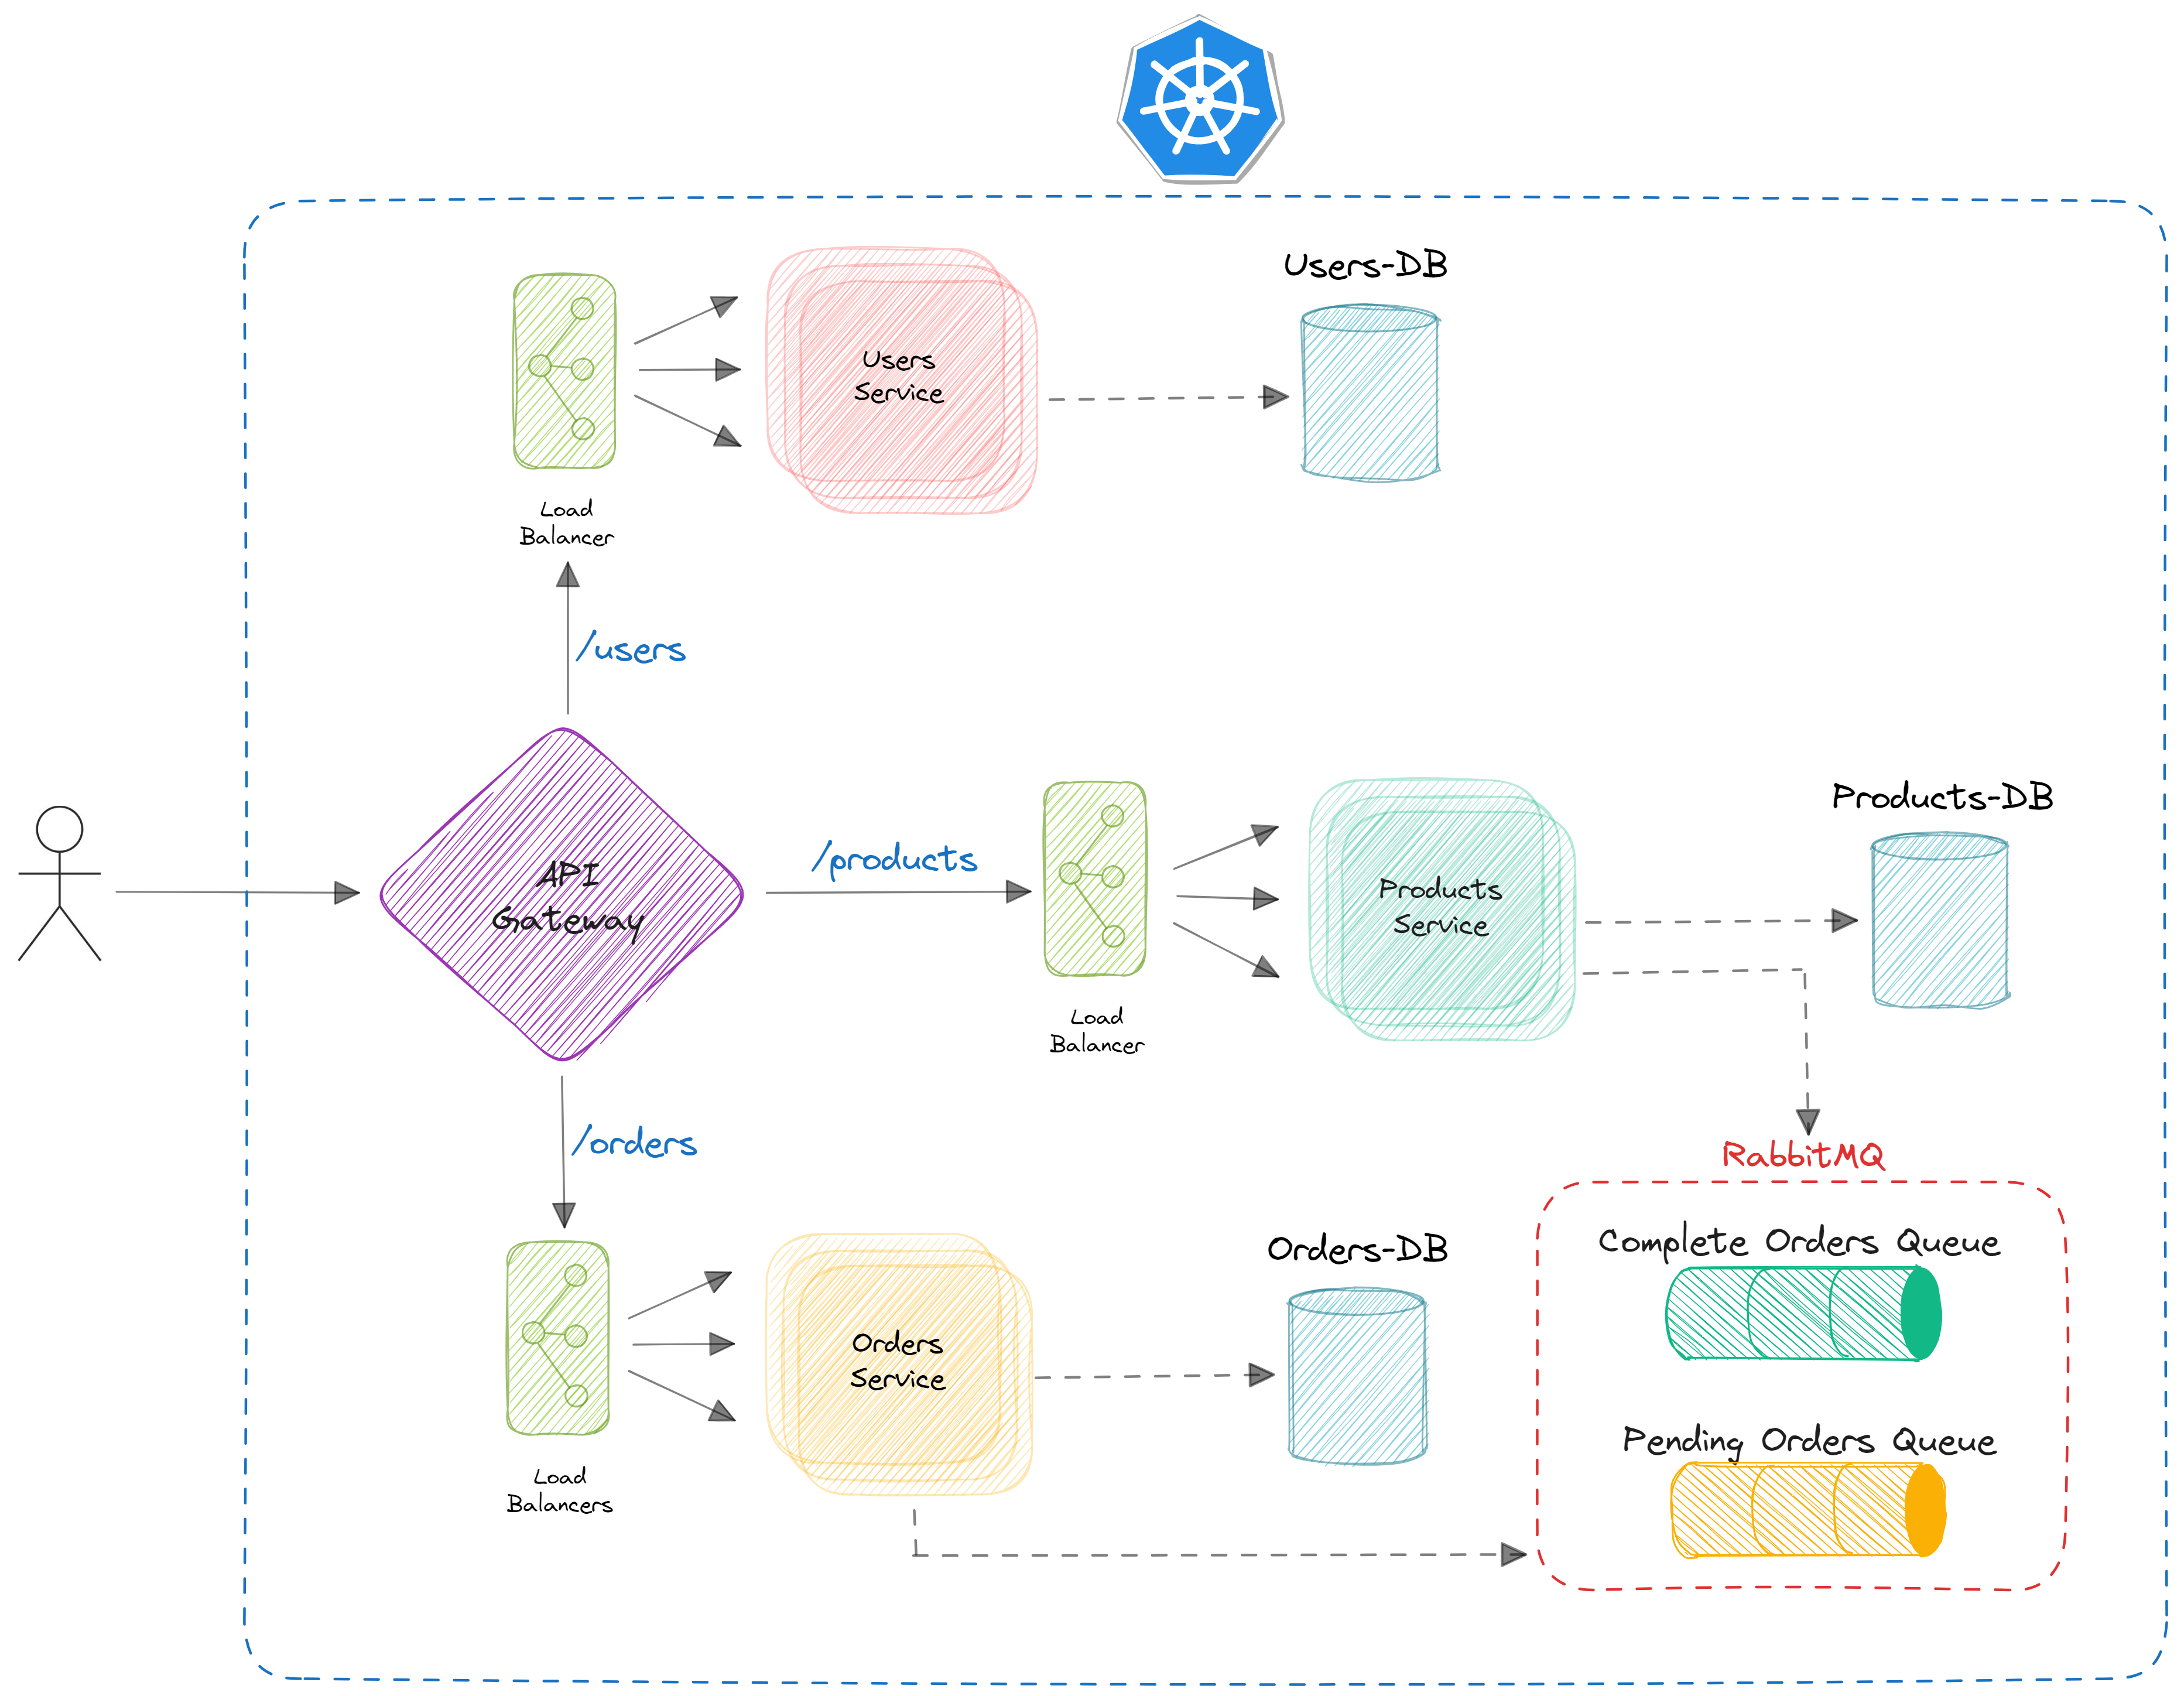 Users-DB
Users
Service
Load
Balancer
/users
API
Gateway
/products
Load
Balancer
Products
Service
Products-DB
/orders
RabbitMQ
Complete Orders Queue
Pending Orders Queue
Orders-DB
Orders
Service
Load
Balancers